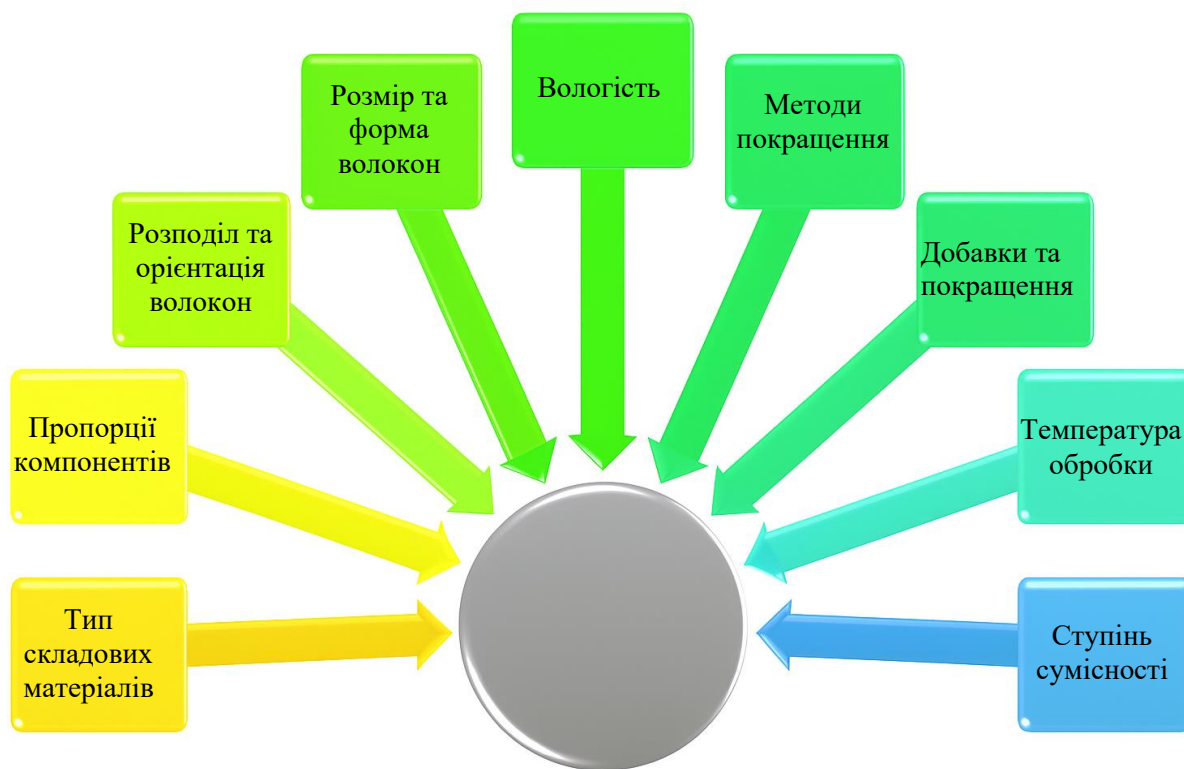 Тип
складових
матеріалів
Пропорції
компонентів
Розподіл та
орієнтація
волокон
Розмір та
форма
волокон
Вологість
Методи
покращення
Добавки та
покращення
Температура
обробки
Ступінь
сумісності